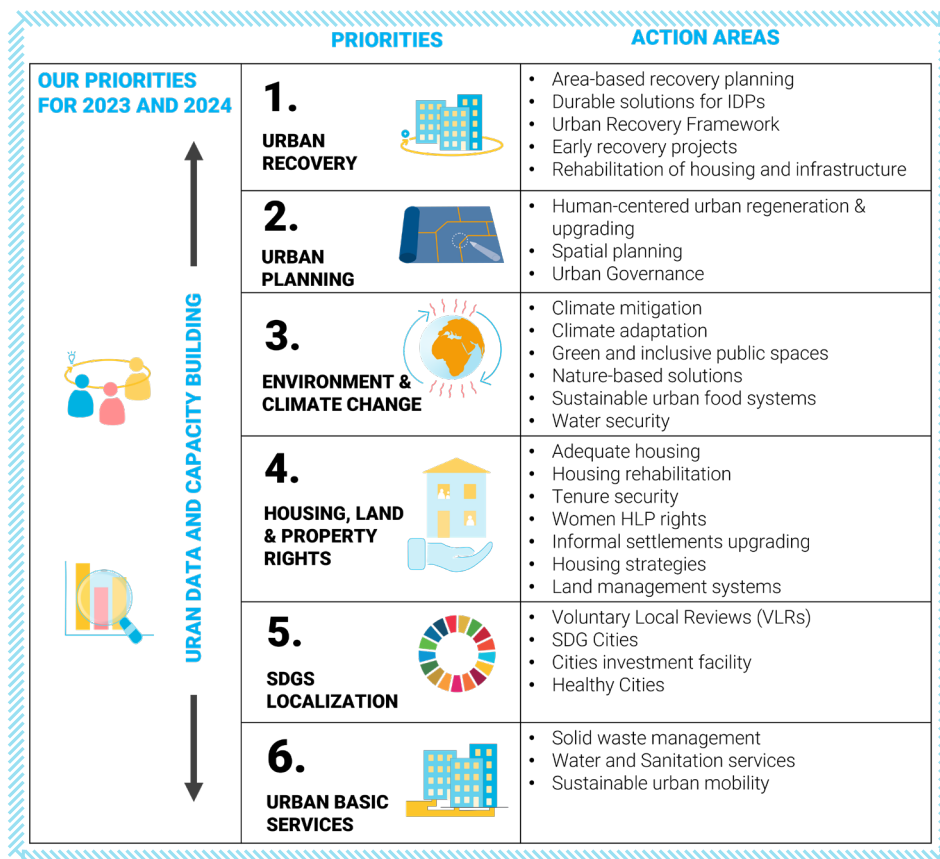 PRIORITIES
ACTION AREAS
OUR PRIORITIES
FOR 2023 AND 2024
URAN DATA AND CAPACITY BUILDING
1.
URBAN
RECOVERY
• Area-based recovery planning
• Durable solutions for IDPs
• Urban Recovery Framework
• Early recovery projects
• Rehabilitation of housing and infrastructure
2.
URBAN
PLANNING
• Human-centered urban regeneration &
upgrading
• Spatial planning
• Urban Governance
3.
ENVIRONMENT &
CLIMATE CHANGE
• Climate mitigation
• Climate adaptation
• Green and inclusive public spaces
• Nature-based solutions
• Sustainable urban food systems
• Water security
4.
HOUSING, LAND
& PROPERTY
RIGHTS
• Adequate housing
• Housing rehabilitation
• Tenure security
• Women HLP rights
• Informal settlements upgrading
• Housing strategies
• Land management systems
5.
SDGS
LOCALIZATION
• Voluntary Local Reviews (VLRs)
• SDG Cities
• Cities investment facility
• Healthy Cities
6.
URBAN BASIC
SERVICES
• Solid waste management
• Water and Sanitation services
• Sustainable urban mobility